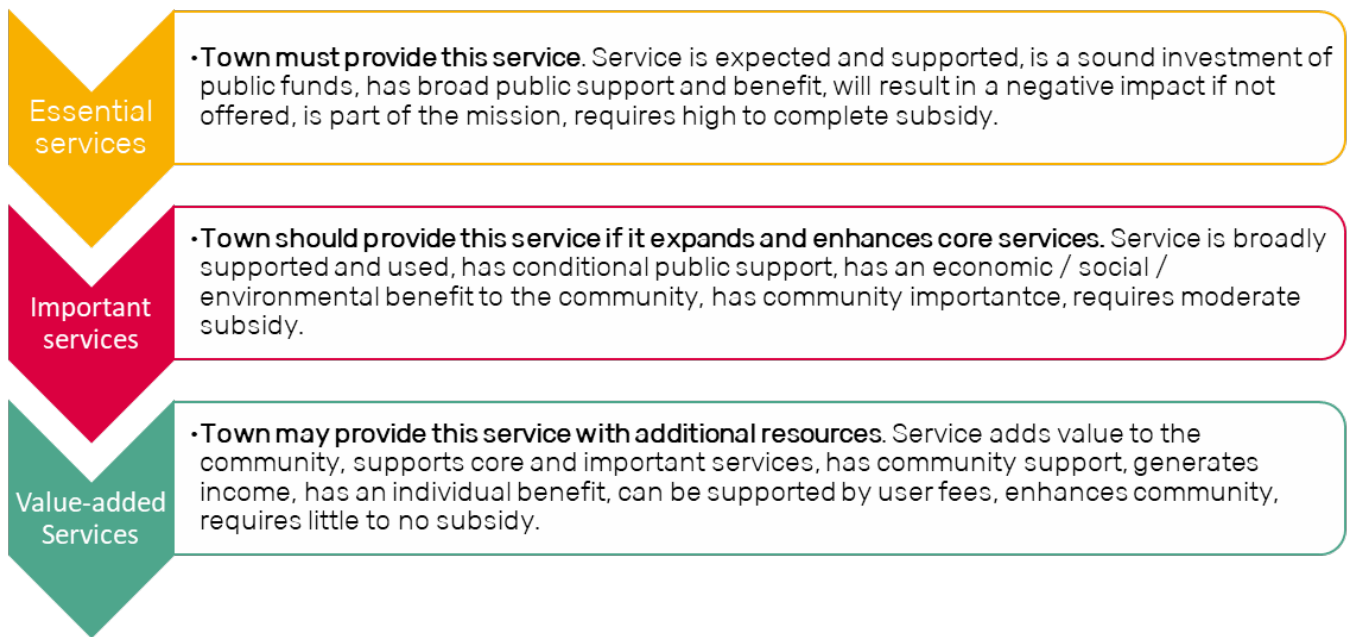 Essential
services
•Town must provide this service. Service is expected and supported, is a sound investment of
public funds, has broad public support and benefit, will result in a negative impact if not
offered, is part of the mission, requires high to complete subsidy.
Important
services
•Town should provide this service if it expands and enhances core services. Service is broadly
supported and used, has conditional public support, has an economic / social /
environmental benefit to the community, has community importantce, requires moderate
subsidy.
Value-added
Services
•Town may provide this service with additional resources. Service adds value to the
community, supports core and important services, has community support, generates
income, has an individual benefit, can be supported by user fees, enhances community,
requires little to no subsidy.